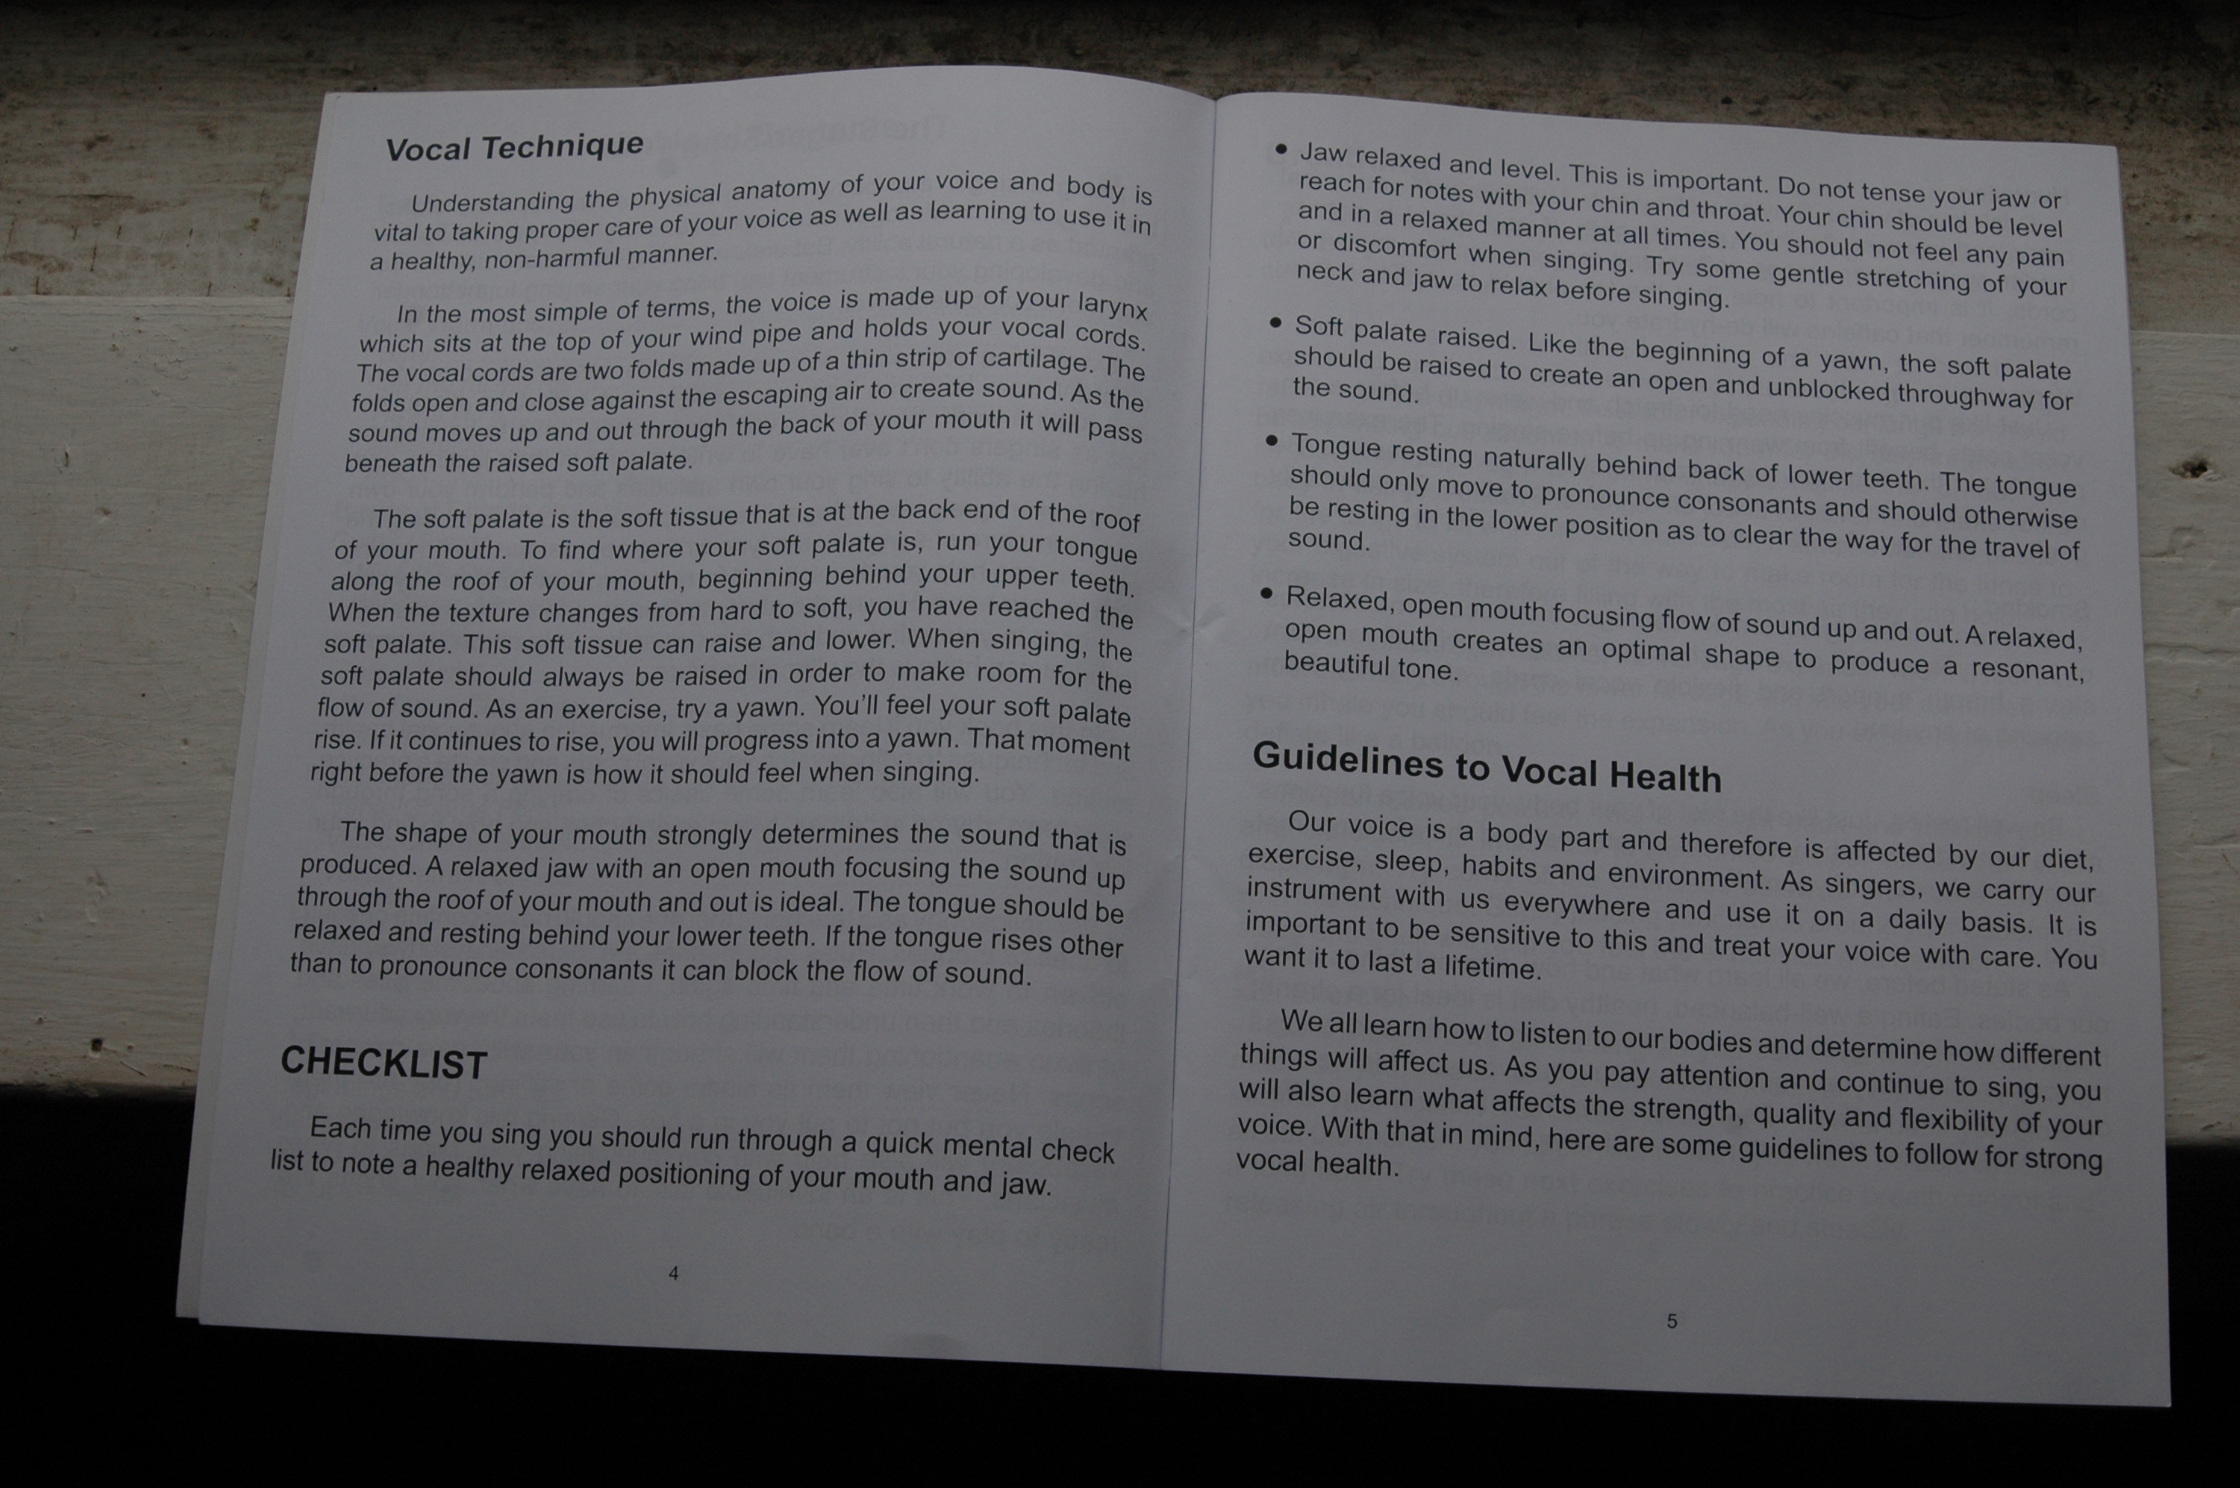 Vocal Technique
Understanding the physical anatomy of your voice and body is
vital to taking proper care of your voice as well as learning to use it in
a healthy, non-harmful manner.
In the most simple of terms, the voice is made up of your larynx
which sits at the top of your wind pipe and holds your vocal cords.
The vocal cords are two folds made up of a thin strip of cartilage. The
folds open and close against the escaping air to create sound. As the
sound moves up and out through the back of your mouth it will pass
beneath the raised soft palate.
The soft palate is the soft tissue that is at the back end of the roof
of your mouth. To find where your soft palate is, run your tongue
along the roof of your mouth, beginning behind your upper teeth.
When the texture changes from hard to soft, you have reached the
soft palate. This soft tissue can raise and lower. When singing, the
soft palate should always be raised in order to make room for the
flow of sound. As an exercise, try a yawn. You'll feel your soft palate
rise. If it continues to rise, you will progress into a yawn. That moment
right before the yawn is how it should feel when singing.
The shape of your mouth strongly determines the sound that is
produced. A relaxed jaw with an open mouth focusing the sound up
through the roof of your mouth and out is ideal. The tongue should be
relaxed and resting behind your lower teeth. If the tongue rises other
than to pronounce consonants it can block the flow of sound.
CHECKLIST
Each time you sing you should run through a quick mental check
list to note a healthy relaxed positioning of your mouth and jaw.
4
• Jaw relaxed and level. This is important. Do not tense your jaw or
reach for notes with your chin and throat. Your chin should be level
and in a relaxed manner at all times. You should not feel any pain
or discomfort when singing. Try some gentle stretching of your
neck and jaw to relax before singing.
• Soft palate raised. Like the beginning of a yawn, the soft palate
should be raised to create an open and unblocked throughway for
the sound.
• Tongue resting naturally behind back of lower teeth. The tongue
should only move to pronounce consonants and should otherwise
be resting in the lower position as to clear the way for the travel of
sound.
• Relaxed, open mouth focusing flow of sound up and out. A relaxed,
open mouth creates an optimal shape to produce a resonant,
beautiful tone.
Guidelines to Vocal Health
Our voice is a body part and therefore is affected by our diet,
exercise, sleep, habits and environment. As singers, we carry our
instrument with us everywhere and use it on a daily basis. It is
important to be sensitive to this and treat your voice with care. You
want it to last a lifetime.
We all learn how to listen to our bodies and determine how different
things will affect us. As you pay attention and continue to sing, you
will also learn what affects the strength, quality and flexibility of your
voice. With that in mind, here are some guidelines to follow for strong
vocal health.
5